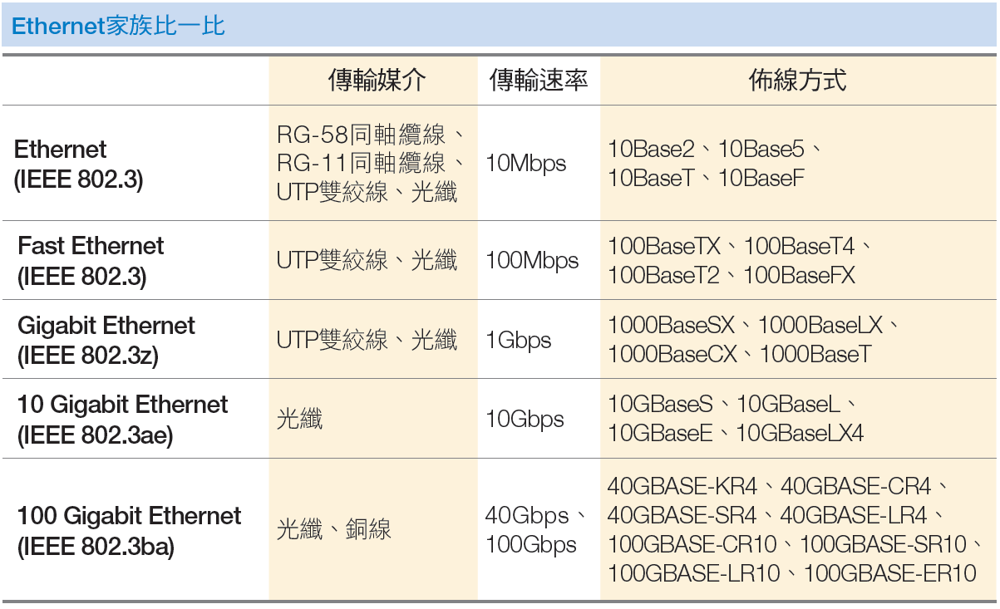 Ethernet家族比一比
傳輸媒介 傳輸速率 佈線方式
Ethernet
(IEEE 802.3)
RG-58同軸纜線、
RG-11同軸纜線、
UTP雙絞線、光纖
10Mbps
10Base2、10Base5、
10BaseT、10BaseF
Fast Ethernet
(IEEE 802.3)
UTP雙絞線、光纖
100Mbps
100BaseTX、100BaseT4、
100BaseT2、100BaseFX
Gigabit Ethernet
(IEEE 802.3z)
UTP雙絞線、光纖
1Gbps
1000BaseSX、1000BaseLX、
1000BaseCX、1000BaseT
10 Gigabit Ethernet
(IEEE 802.3ae)
光纖
10Gbps
10GBaseS、10GBaseL、
10GBaseE、10GBaseLX4
100 Gigabit Ethernet
(IEEE 802.3ba)
光纖、銅線
40Gbps、
100Gbps
40GBASE-KR4、40GBASE-CR4、
40GBASE-SR4、40GBASE-LR4、
100GBASE-CR10、100GBASE-SR10、
100GBASE-LR10、100GBASE-ER10